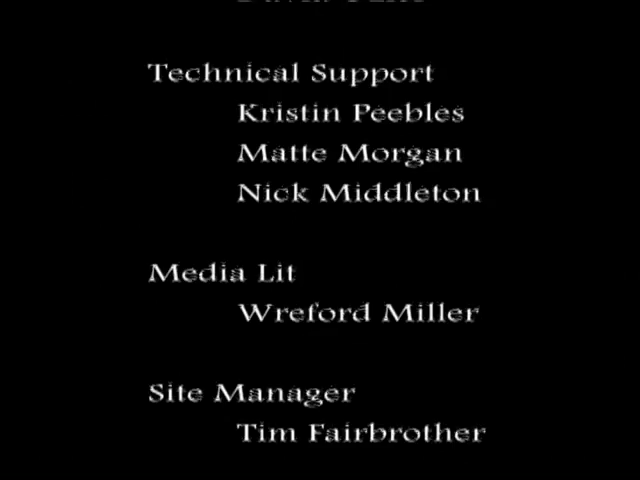 Technical Support
Kristin Peebles
Matte Morgan
Nick Middleton
Media Lit
Wreford Miller
Site Manager
Tim Fairbrother